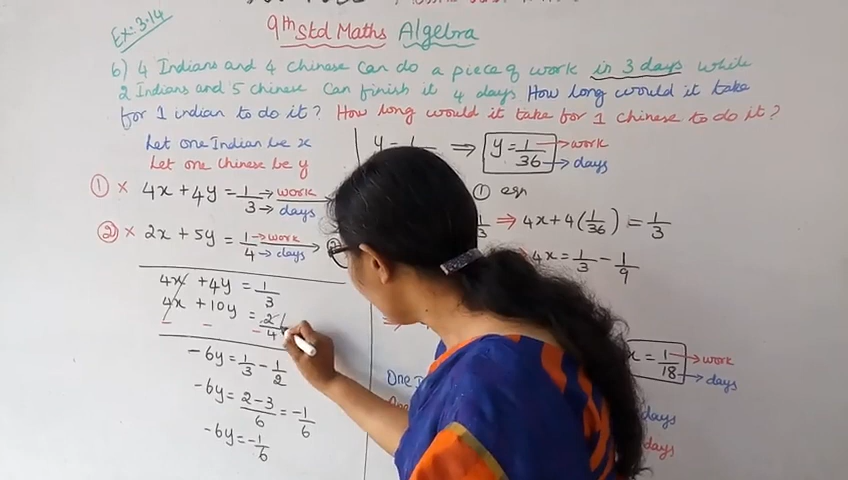 Ex: 3.14
9th Std Maths Algebra
6) 4 Indians and 4 Chinese can do a piece of work in 3 days while
2 Indians and 5 Chinese can finish it 4 days How long would it take
for 1 indian to do it? How long would it take for 1 chinese to do it?
Let one Indian be x
Let one Chinese be y
① × 4x + 4y = 1/3 → work → days
② × 2x + 5y = 1/4 → work → days
4x + 4y = 1/3
4x + 10y = 2/4
- - -
-6y = 1/3 - 1/2
-6y = 2-3/6 = -1/6
-6y = -1/6
y = ⇒ y = 1/36 → work → days
① eqn
1/3 ⇒ 4x + 4(1/36) = 1/3
4x = 1/3 - 1/9
x = 1/18 → work → days
One
days
days